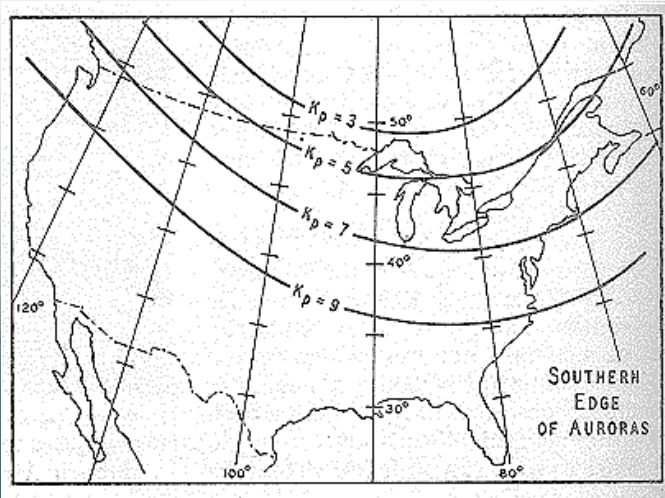 Kp = 3
50°
60°
Kp = 5
Kp = 7
40°
Kp = 9
120°
SOUTHERN
EDGE
OF AURORAS
30°
100°
80°